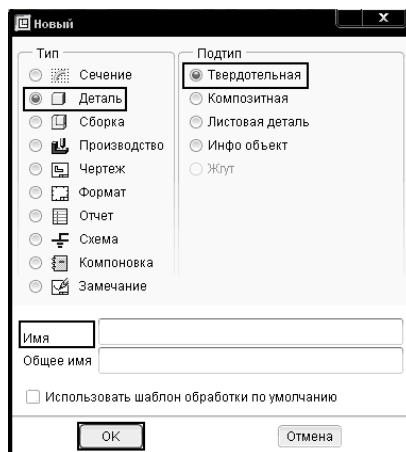 Новый
Тип
Подтип
Сечение
Твердотельная
Деталь
Композитная
Сборка
Листовая деталь
Производство
Инфо объект
Чертеж
Жгут
Формат
Отчет
Схема
Компоновка
Замечание
Имя
Общее имя
Использовать шаблон обработки по умолчанию
OK
Отмена